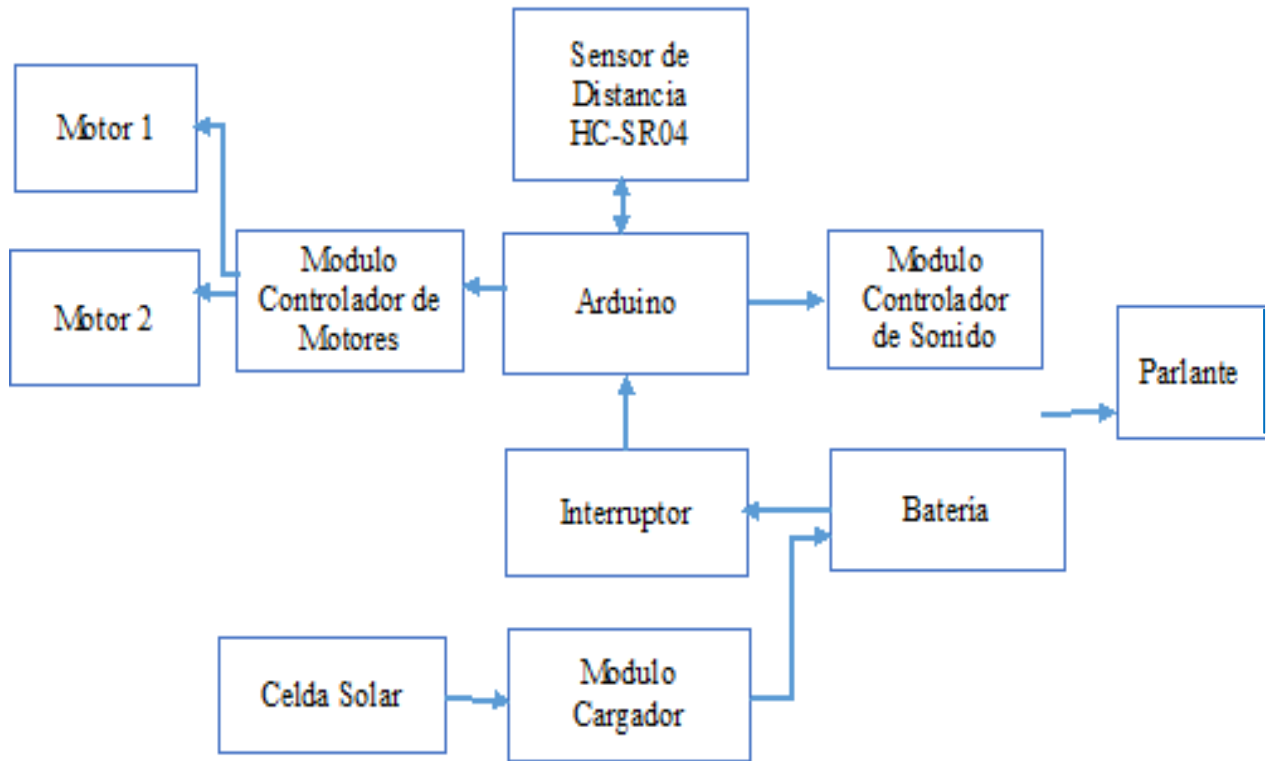 Sensor de
Distancia
HC-SR04
Motor 1
Motor 2
Modulo
Controlador de
Motores
Arduino
Modulo
Controlador
de Sonido
Parlante
Interruptor
Batería
Celda Solar
Modulo
Cargador